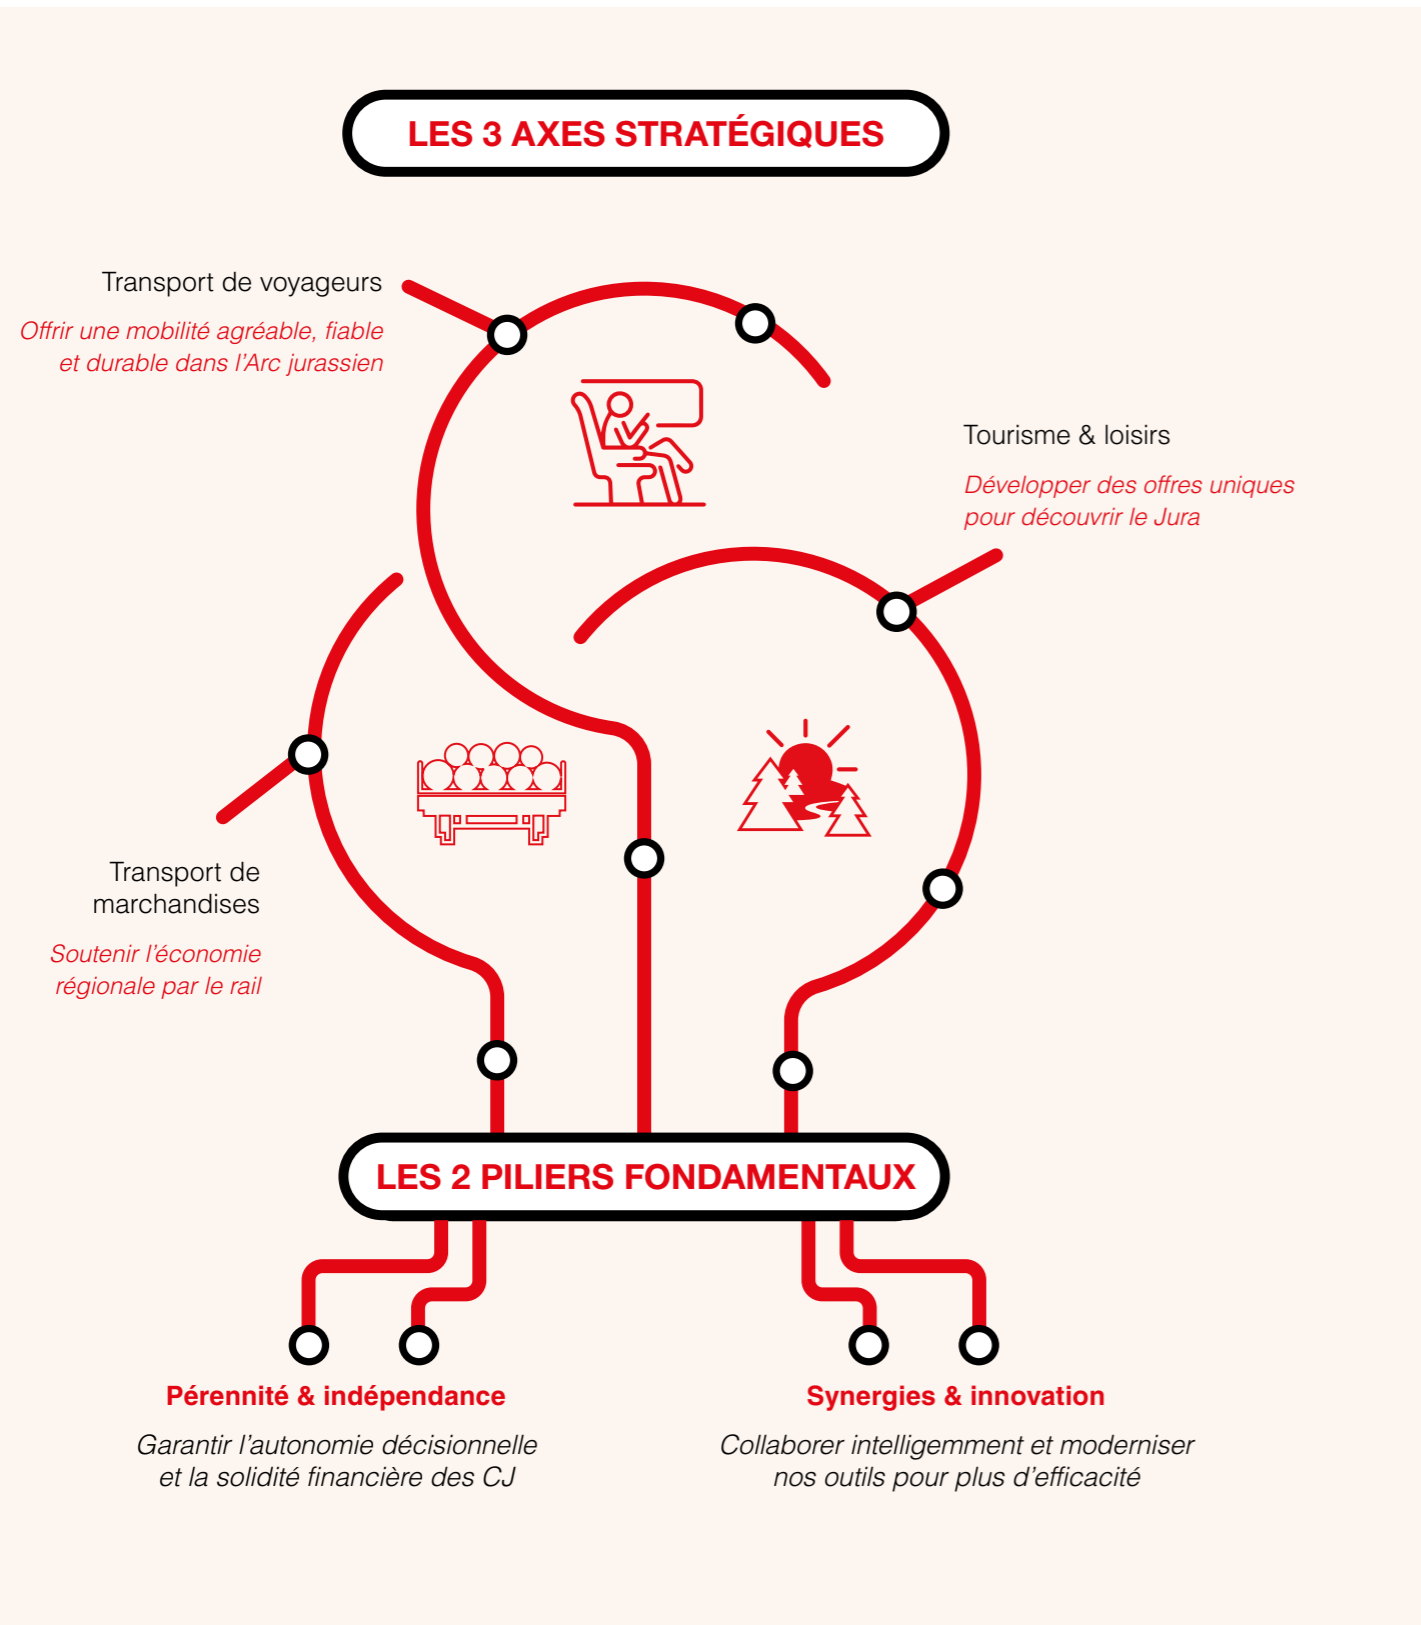 LES 3 AXES STRATÉGIQUES
Transport de voyageurs
Offrir une mobilité agréable, fiable
et durable dans l’Arc jurassien
Tourisme & loisirs
Développer des offres uniques
pour découvrir le Jura
Transport de
marchandises
Soutenir l’économie
régionale par le rail
LES 2 PILIERS FONDAMENTAUX
Pérennité & indépendance
Garantir l’autonomie décisionnelle
et la solidité financière des CJ
Synergies & innovation
Collaborer intelligemment et moderniser
nos outils pour plus d’efficacité